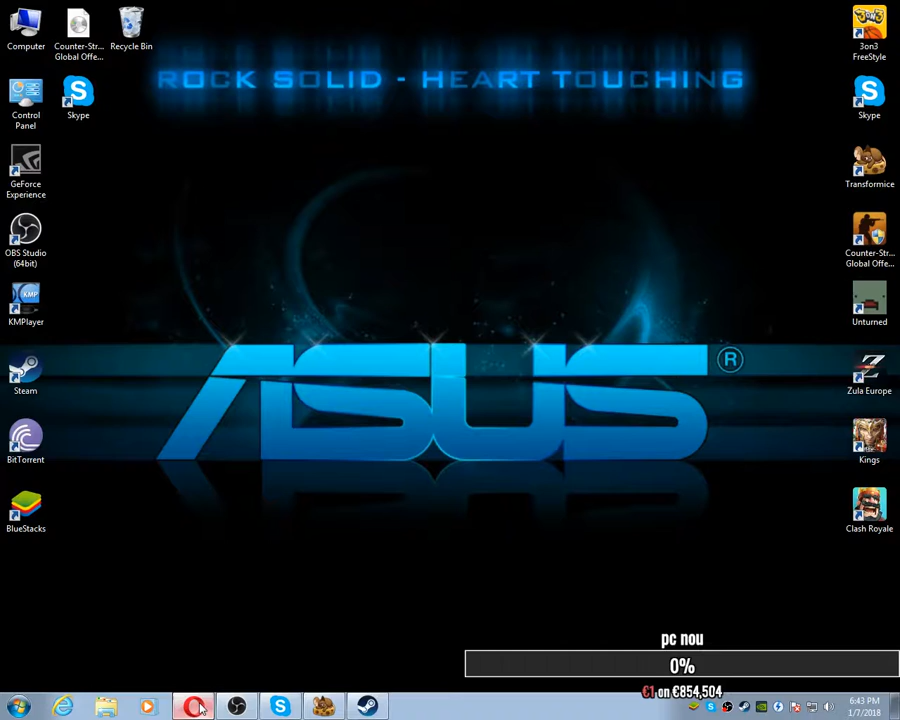 ROCK SOLID - HEART TOUCHING
Computer
Counter-Str...
Global Offe...
Recycle Bin
Control
Panel
Skype
GeForce
Experience
OBS Studio
(64bit)
KMP
KMPlayer
Steam
BitTorrent
BlueStacks
3on3
3on3
FreeStyle
Skype
Transformice
Counter-Str...
Global Offe...
Unturned
Zula Europe
Kings
Clash Royale
ASUS®
pc nou
0%
€1 on €854,504
6:43 PM
1/7/2018